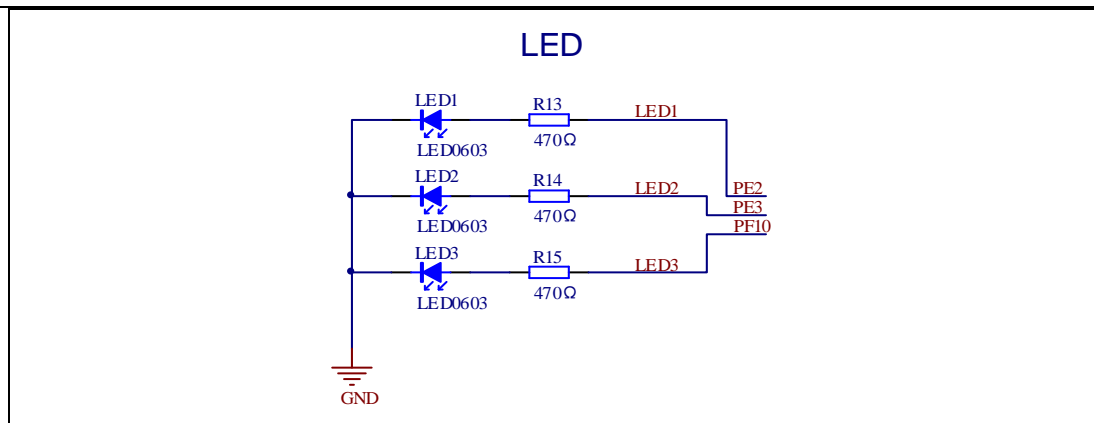 LED
LED1
R13
LED1
LED0603
470Ω
LED2
R14
LED2
PE2
LED0603
470Ω
PE3
PF10
LED3
R15
LED3
LED0603
470Ω
GND